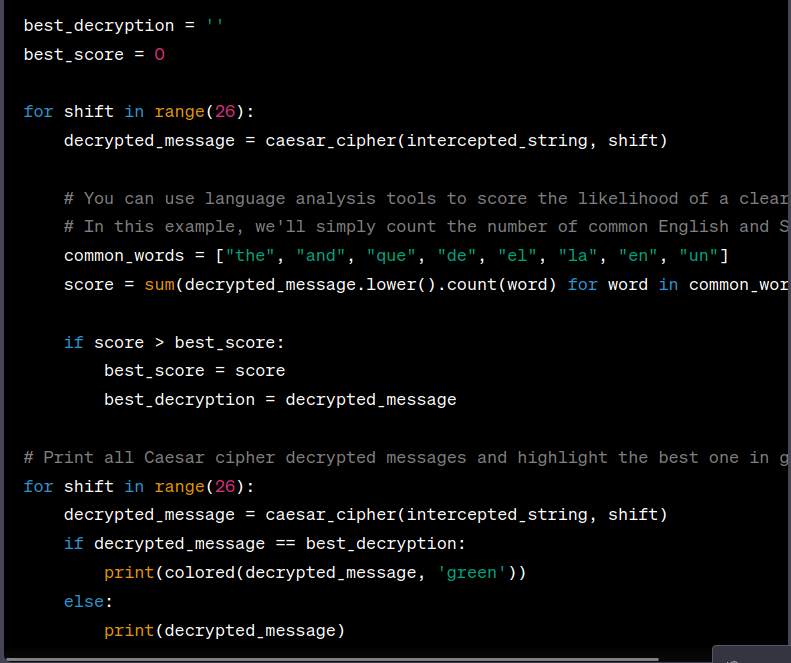 best_decryption = ''
best_score = 0
for shift in range(26):
decrypted_message = caesar_cipher(intercepted_string, shift)
# You can use language analysis tools to score the likelihood of a clear
# In this example, we'll simply count the number of common English and S
common_words = ["the", "and", "que", "de", "el", "la", "en", "un"]
score = sum(decrypted_message.lower().count(word) for word in common_wor
if score > best_score:
best_score = score
best_decryption = decrypted_message
# Print all Caesar cipher decrypted messages and highlight the best one in g
for shift in range(26):
decrypted_message = caesar_cipher(intercepted_string, shift)
if decrypted_message == best_decryption:
print(colored(decrypted_message, 'green'))
else:
print(decrypted_message)